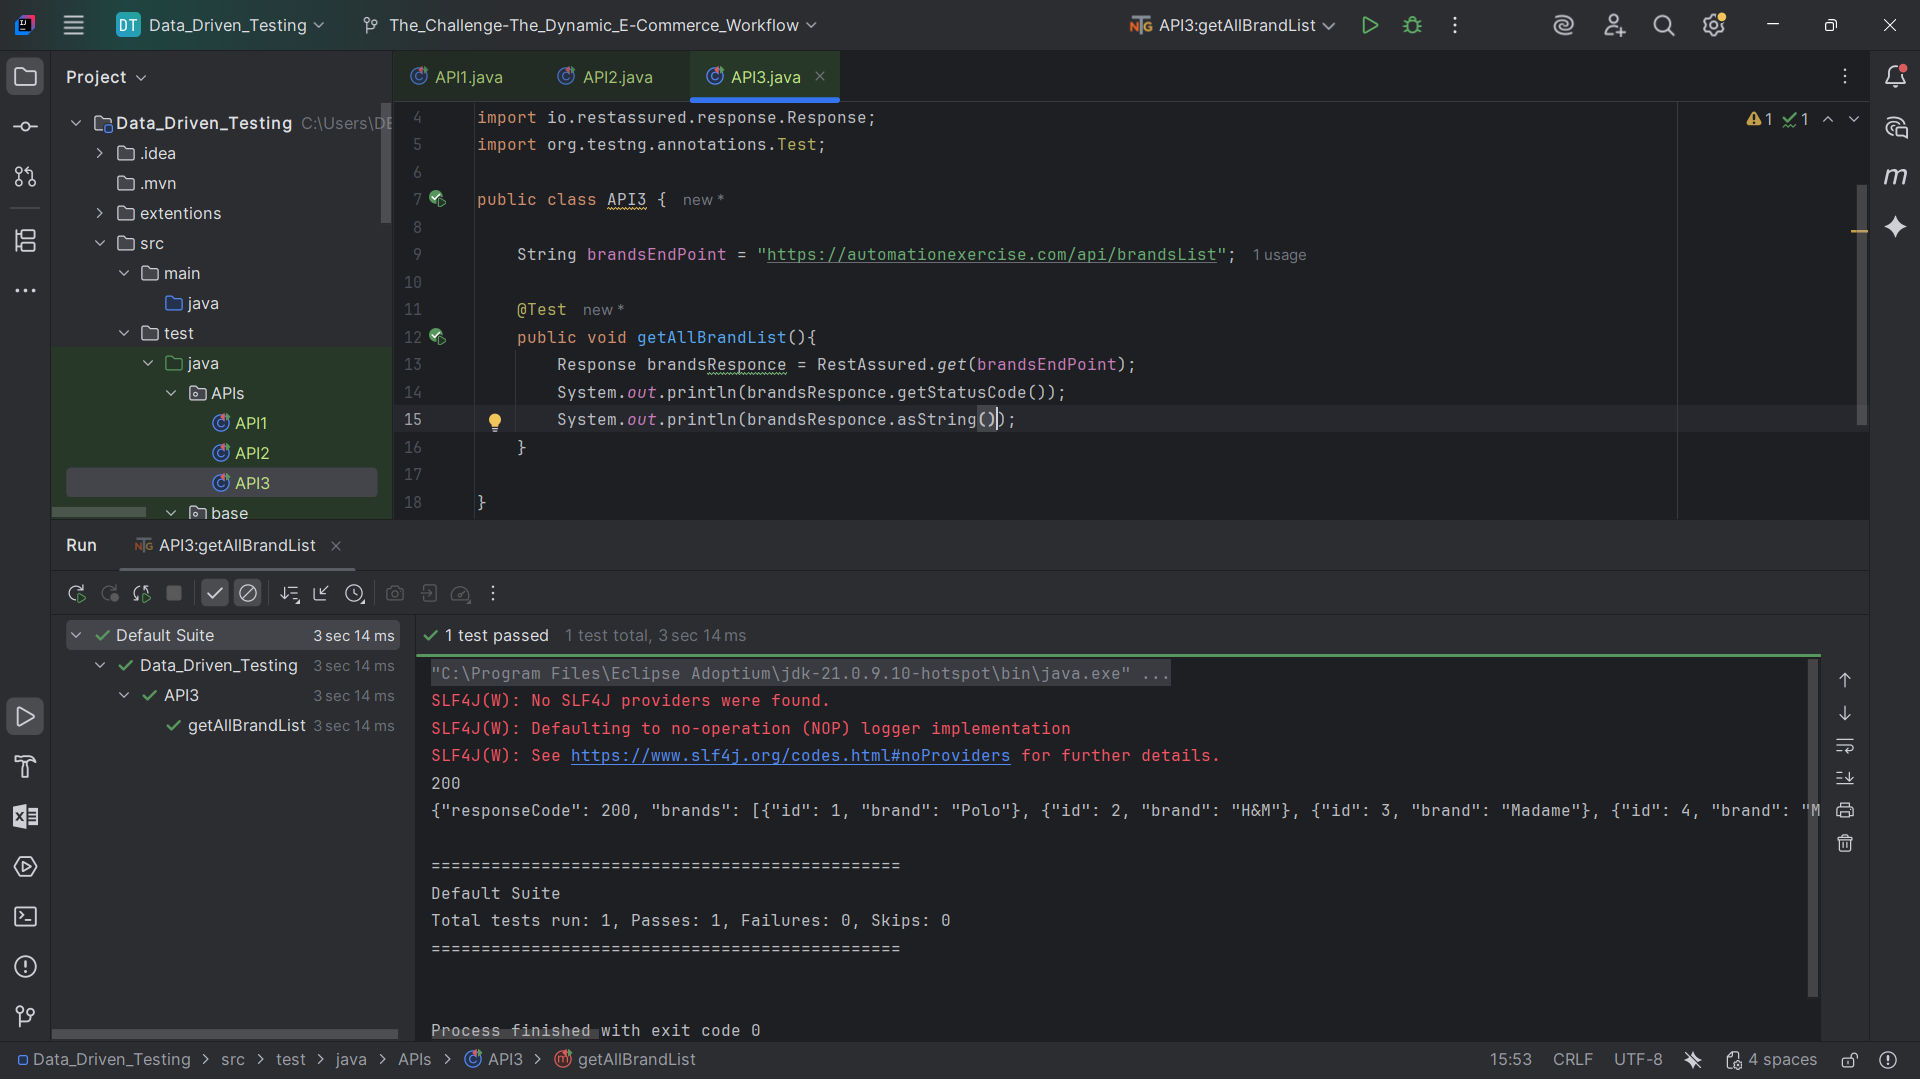 DT Data_Driven_Testing The_Challenge-The_Dynamic_E-Commerce_Workflow API3:getAllBrandList
Project
Data_Driven_Testing C:\Users\DE
.idea
.mvn
extentions
src
main
java
test
java
APIs
API1
API2
API3
base
API1.java API2.java API3.java
1 1
4 import io.restassured.response.Response;
5 import org.testng.annotations.Test;
6
7 public class API3 { new *
8
9 String brandsEndPoint = "https://automationexercise.com/api/brandsList"; 1 usage
10
11 @Test new *
12 public void getAllBrandList(){
13 Response brandsResponce = RestAssured.get(brandsEndPoint);
14 System.out.println(brandsResponce.getStatusCode());
15 System.out.println(brandsResponce.asString());
16 }
17
18 }
Run API3:getAllBrandList
Default Suite 3 sec 14 ms
Data_Driven_Testing 3 sec 14 ms
API3 3 sec 14 ms
getAllBrandList 3 sec 14 ms
1 test passed 1 test total, 3 sec 14 ms
"C:\Program Files\Eclipse Adoptium\jdk-21.0.9.10-hotspot\bin\java.exe" ...
SLF4J(W): No SLF4J providers were found.
SLF4J(W): Defaulting to no-operation (NOP) logger implementation
SLF4J(W): See https://www.slf4j.org/codes.html#noProviders for further details.
200
{"responseCode": 200, "brands": [{"id": 1, "brand": "Polo"}, {"id": 2, "brand": "H&M"}, {"id": 3, "brand": "Madame"}, {"id": 4, "brand": "M
===============================================
Default Suite
Total tests run: 1, Passes: 1, Failures: 0, Skips: 0
===============================================
Process finished with exit code 0
Data_Driven_Testing > src > test > java > APIs > API3 > getAllBrandList 15:53 CRLF UTF-8 4 spaces